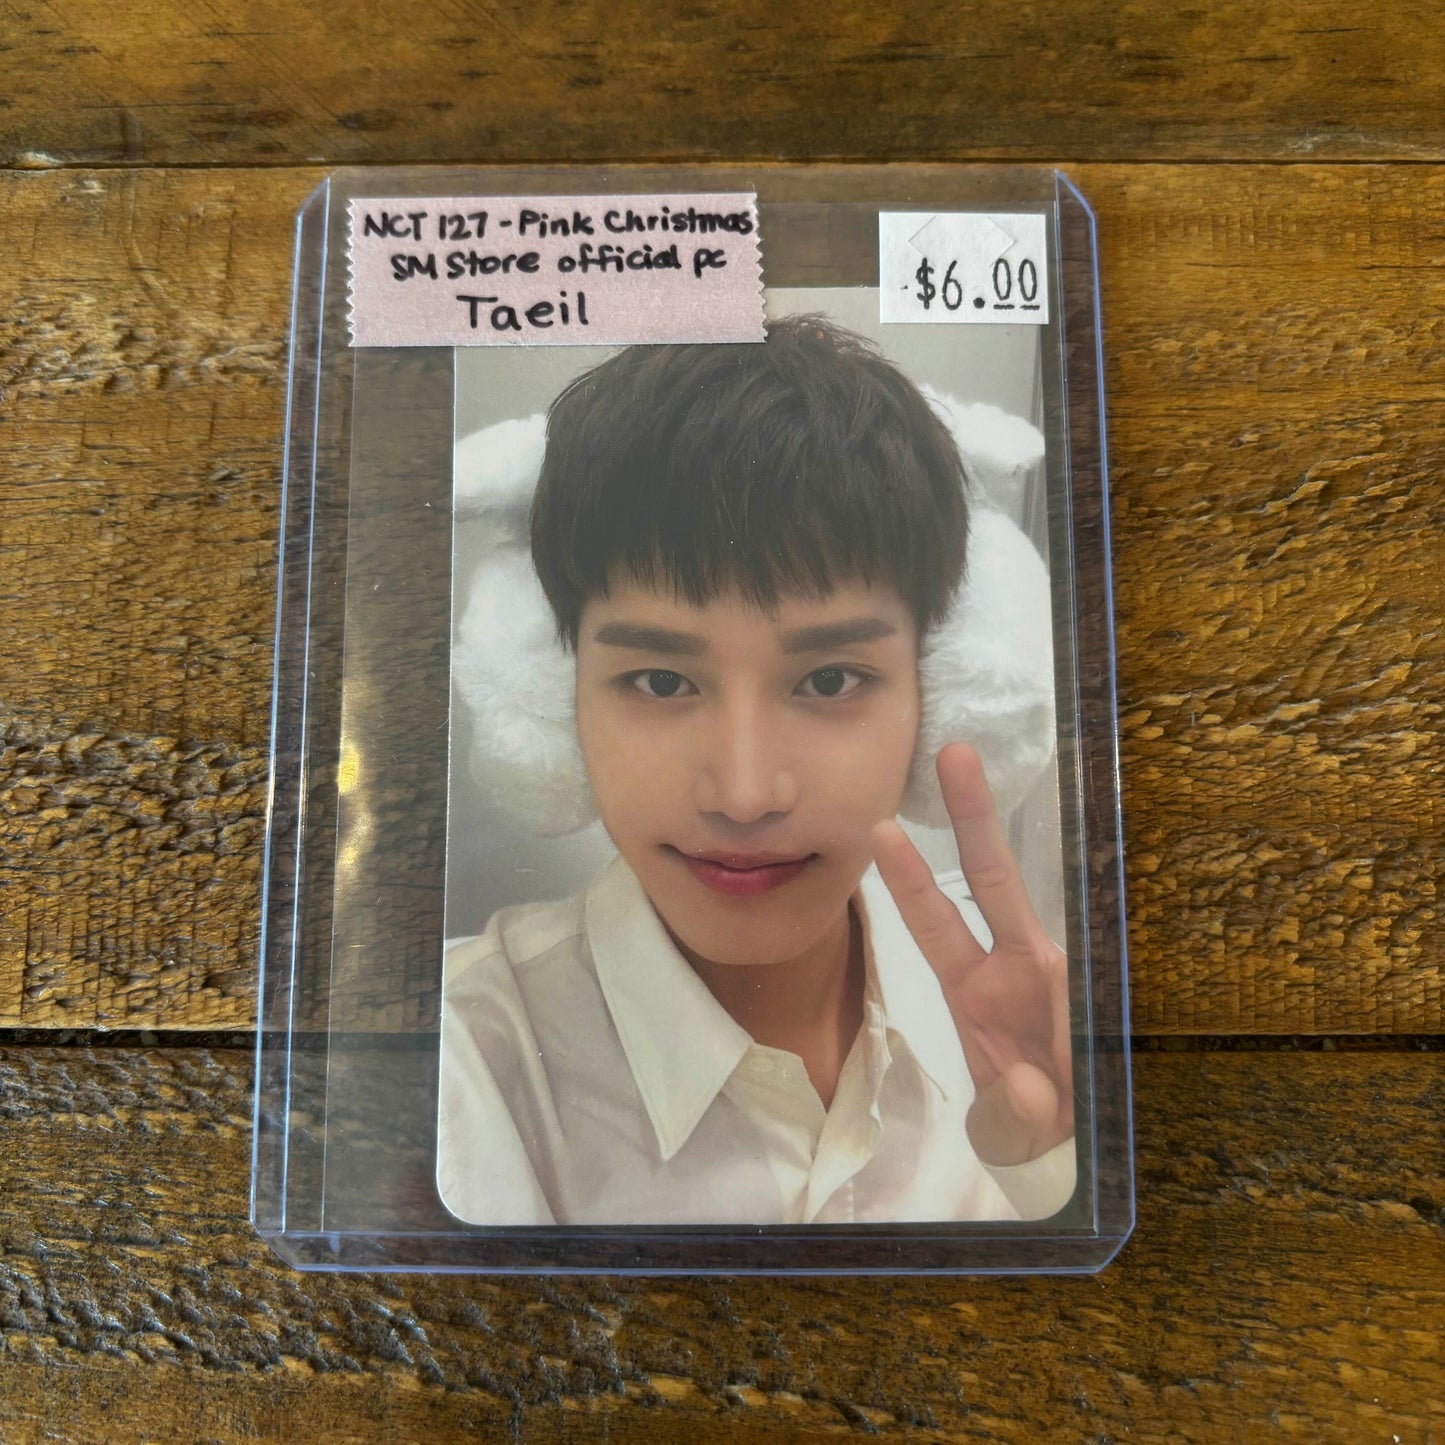 NCT 127 - Pink Christmas
SM Store official pc
Taeil
$6.00